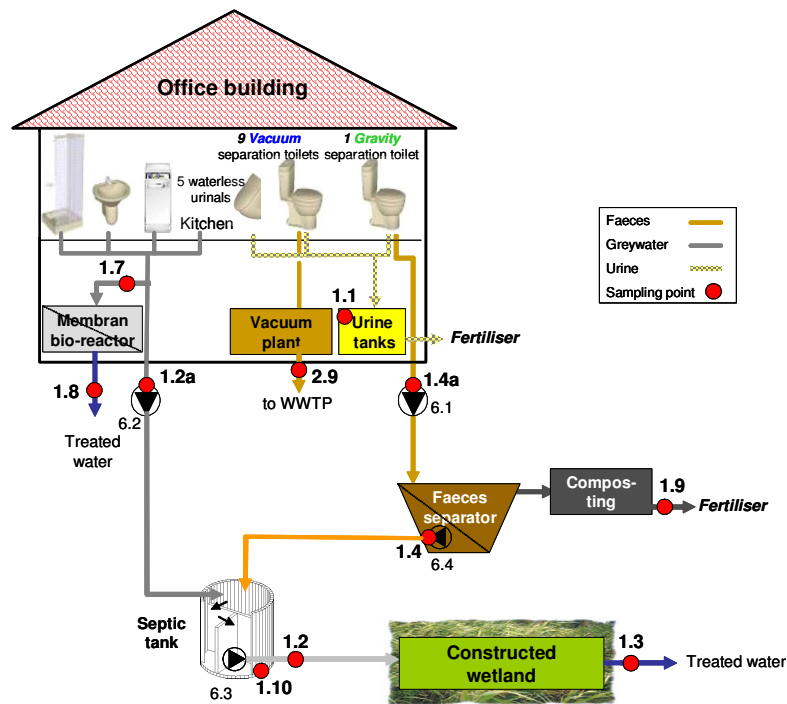 Office building
9 Vacuum
separation toilets
1 Gravity
separation toilet
5 waterless
urinals
Kitchen
Faeces
Greywater
Urine
Sampling point
1.7
1.1
Membran
bio-reactor
Vacuum
plant
Urine
tanks
Fertiliser
1.8
1.2a
2.9
1.4a
6.2
to WWTP
6.1
Treated
water
Faeces
separator
Compos-
ting
1.9
Fertiliser
1.4
6.4
Septic
tank
1.2
Constructed
wetland
1.3
Treated water
6.3
1.10